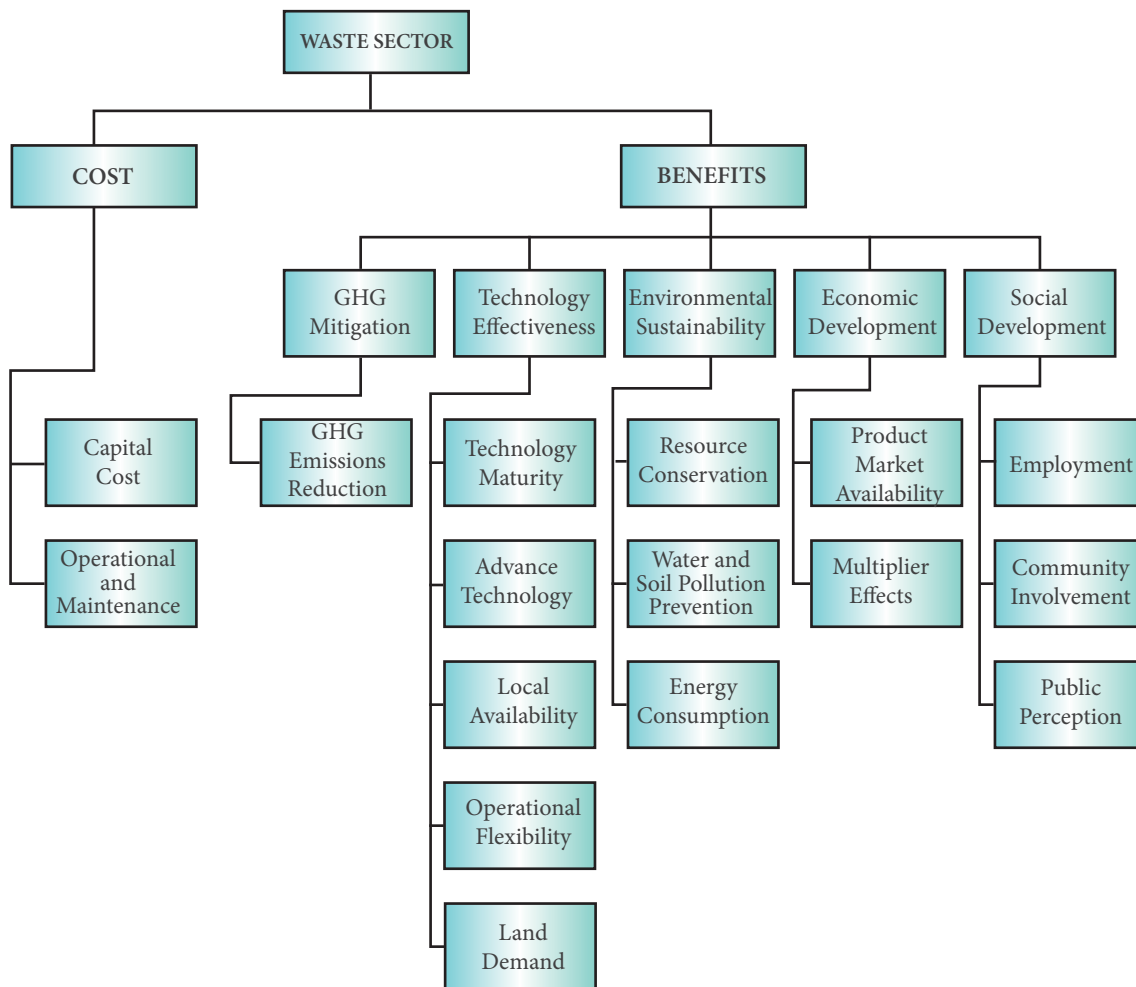 WASTE SECTOR
COST
BENEFITS
GHG
Mitigation
Technology
Effectiveness
Environmental
Sustainability
Economic
Development
Social
Development
Capital
Cost
Operational
and
Maintenance
GHG
Emissions
Reduction
Technology
Maturity
Advance
Technology
Local
Availability
Operational
Flexibility
Land
Demand
Resource
Conservation
Water and
Soil Pollution
Prevention
Energy
Consumption
Product
Market
Availability
Multiplier
Effects
Employment
Community
Involvement
Public
Perception